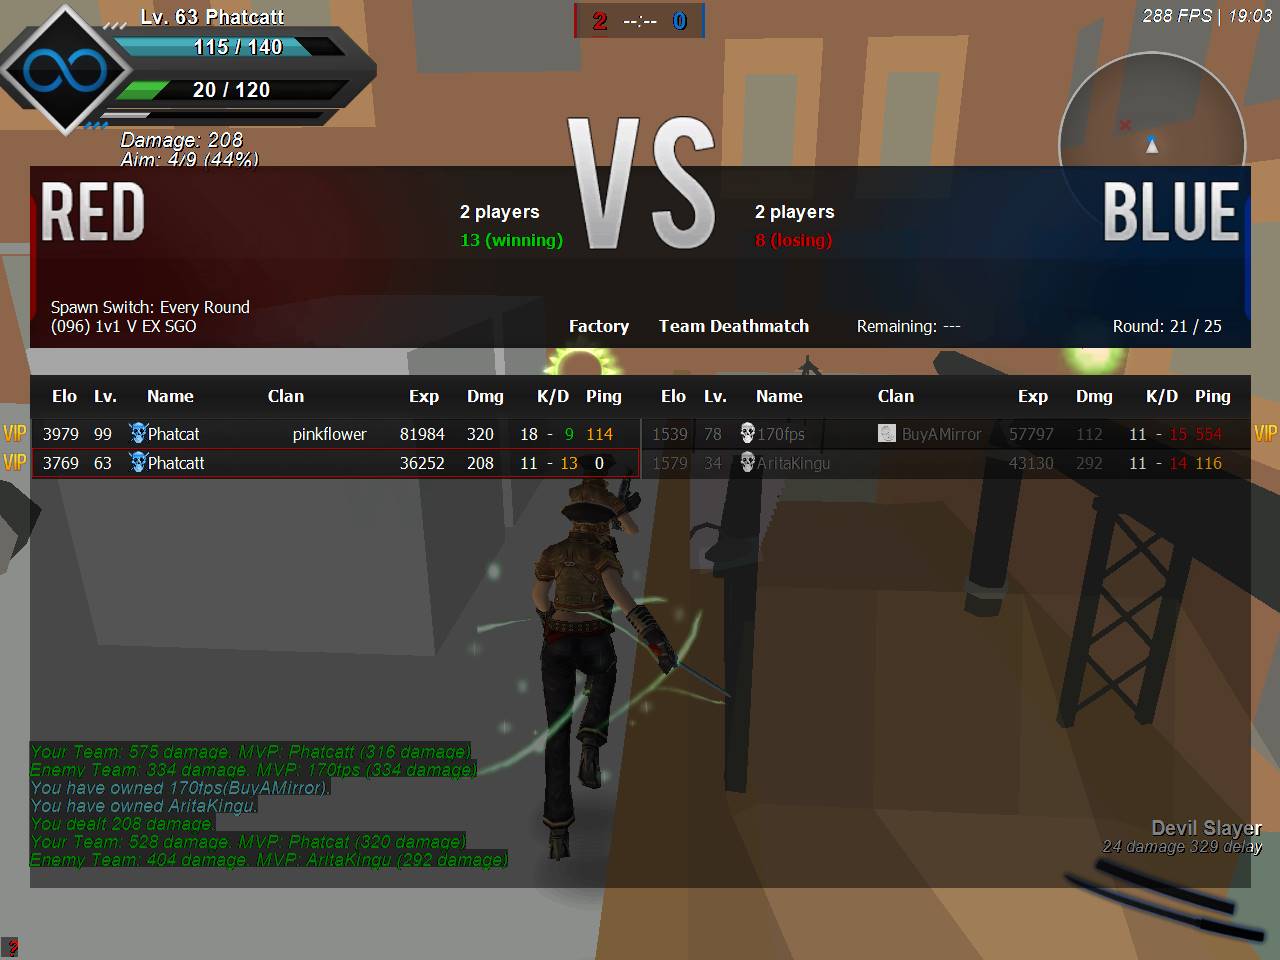 Lv. 63 Phatcatt
2 --:-- 0
288 FPS | 19:03
115 / 140
20 / 120
Damage: 208
Aim: 4/9 (44%)
RED VS BLUE
2 players 2 players
13 (winning) 8 (losing)
Spawn Switch: Every Round
(096) 1v1 V EX SGO Factory Team Deathmatch Remaining: --- Round: 21 / 25
Elo Lv. Name Clan Exp Dmg K/D Ping Elo Lv. Name Clan Exp Dmg K/D Ping
VIP 3979 99 Phatcat pinkflower 81984 320 18 - 9 114 1539 78 170fps BuyAMirror 57797 112 11 - 15 554 VIP
VIP 3769 63 Phatcatt 36252 208 11 - 13 0 1579 34 AritaKingu 43130 292 11 - 14 116
Your Team: 575 damage. MVP: Phatcatt (316 damage)
Enemy Team: 334 damage. MVP: 170fps (334 damage)
You have owned 170fps(BuyAMirror).
You have owned AritaKingu.
You dealt 208 damage.
Your Team: 528 damage. MVP: Phatcat (320 damage)
Enemy Team: 404 damage. MVP: AritaKingu (292 damage)
Devil Slayer
24 damage 329 delay
?